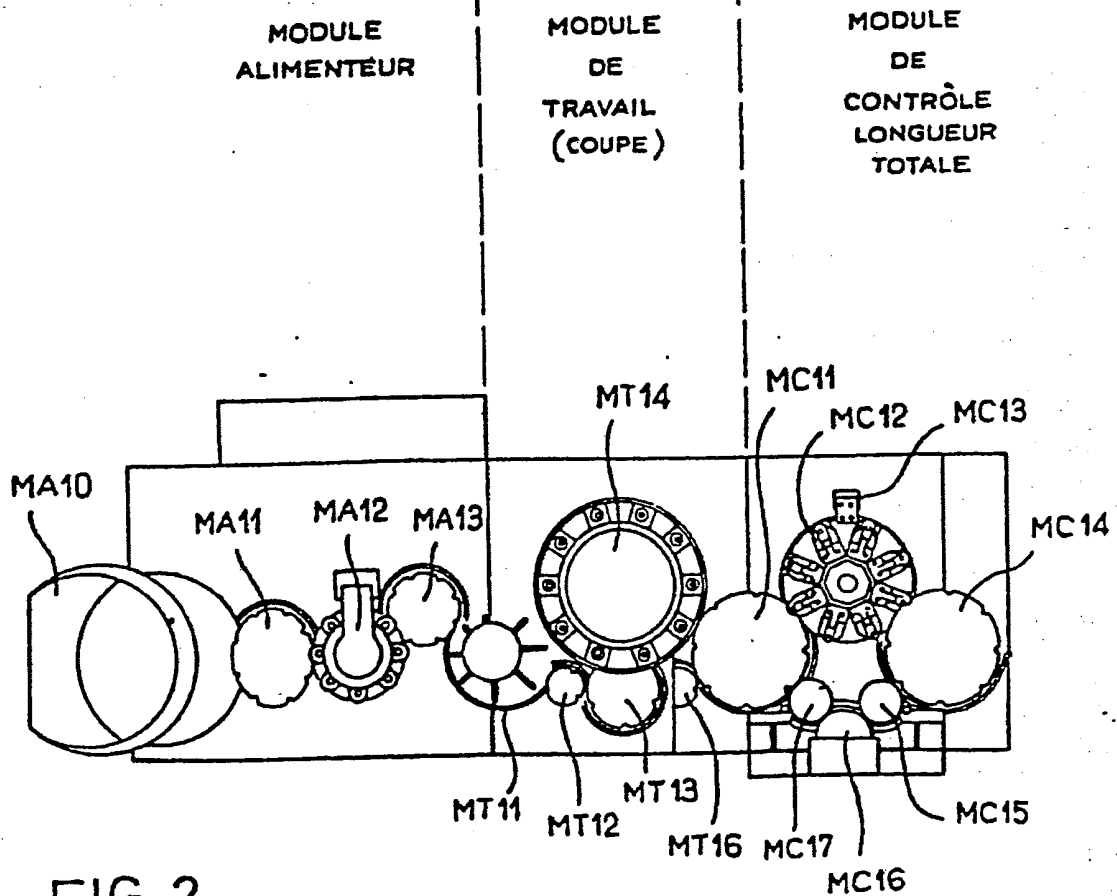 MODULE
ALIMENTEUR
MODULE
DE
TRAVAIL
(COUPE)
MODULE
DE
CONTRÔLE
LONGUEUR
TOTALE
MA10
MA11
MA12
MA13
MT14
MC11
MC12
MC13
MC14
MT11
MT12
MT13
MT16
MC17
MC16
MC15
FIG. 2